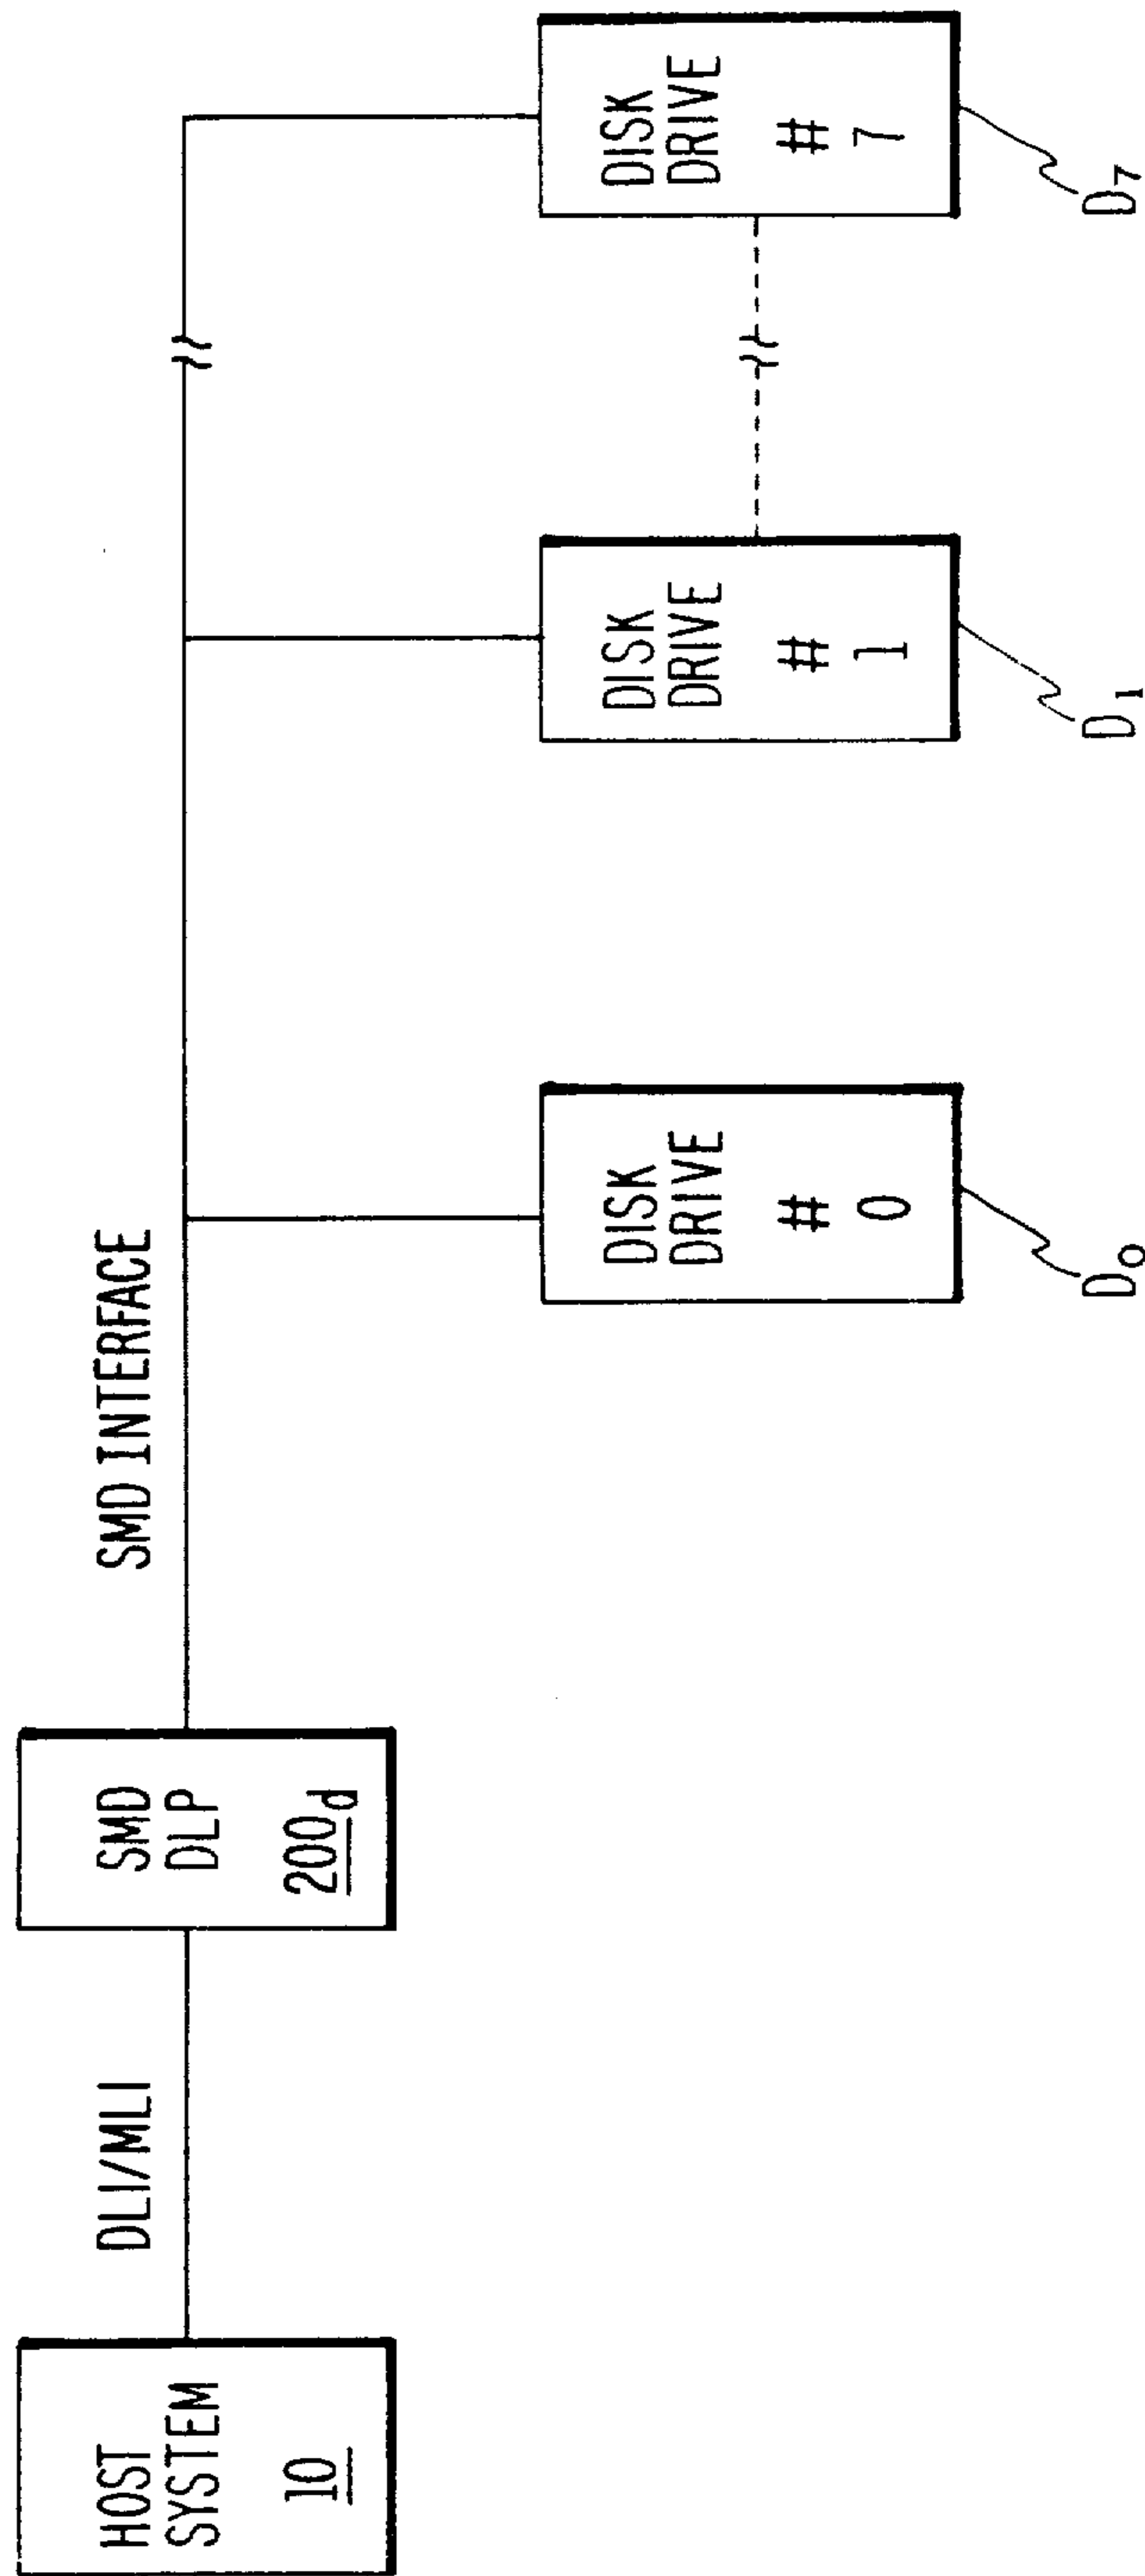 HOST
SYSTEM
10
DLI/MLI
SMD
DLP
200d
SMD INTERFACE
DISK
DRIVE
#
0
D0
DISK
DRIVE
#
1
D1
DISK
DRIVE
#
7
D7